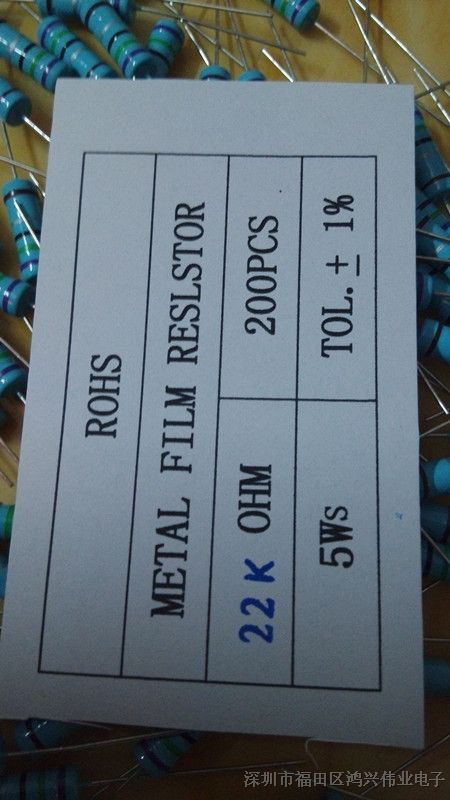 ROHS
METAL FILM RESLSTOR
22K OHM 200PCS
5Ws TOL.± 1%
深圳市福田区鸿兴伟业电子